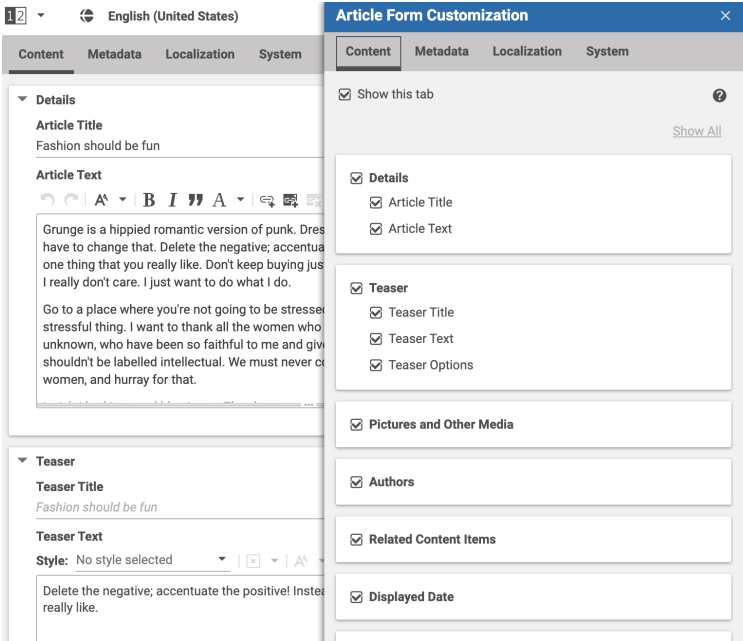 12
English (United States)
Content Metadata Localization System
Details
Article Title
Fashion should be fun
Article Text
Grunge is a hippied romantic version of punk. Dres
have to change that. Delete the negative; accentua
one thing that you really like. Don't keep buying jus
I really don't care. I just want to do what I do.
Go to a place where you're not going to be stressed
stressful thing. I want to thank all the women who
unknown, who have been so faithful to me and give
shouldn't be labelled intellectual. We must never co
women, and hurray for that.
Teaser
Teaser Title
Fashion should be fun
Teaser Text
Style: No style selected
Delete the negative; accentuate the positive! Instea
really like.
Article Form Customization
Content Metadata Localization System
Show this tab
Show All
Details
Article Title
Article Text
Teaser
Teaser Title
Teaser Text
Teaser Options
Pictures and Other Media
Authors
Related Content Items
Displayed Date